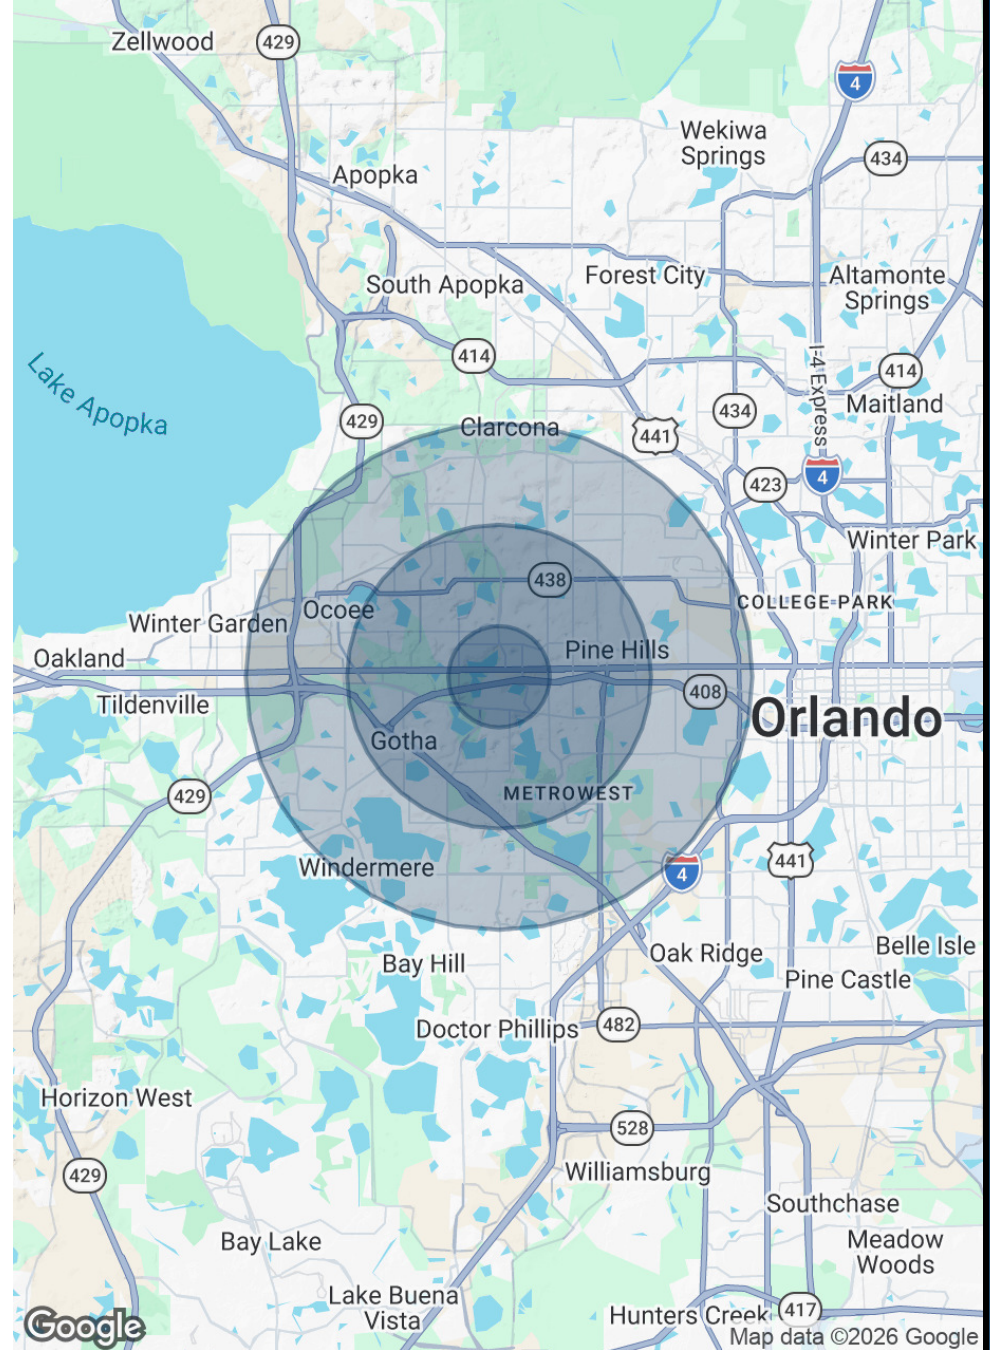 Zellwood
429
4
Wekiwa
Springs
434
Apopka
Forest City
Altamonte
Springs
South Apopka
Lake Apopka
414
I-4 Express
414
Maitland
429
Clarcona
441
434
4
423
Winter Park
438
COLLEGE PARK
Ocoee
Winter Garden
Pine Hills
Oakland
408
Tildenville
Orlando
Gotha
METROWEST
429
Windermere
4
441
Bay Hill
Oak Ridge
Belle Isle
Pine Castle
Doctor Phillips
482
Horizon West
528
429
Williamsburg
Southchase
Bay Lake
Meadow
Woods
Lake Buena
Vista
Hunters Creek
417
Google
Map data ©2026 Google